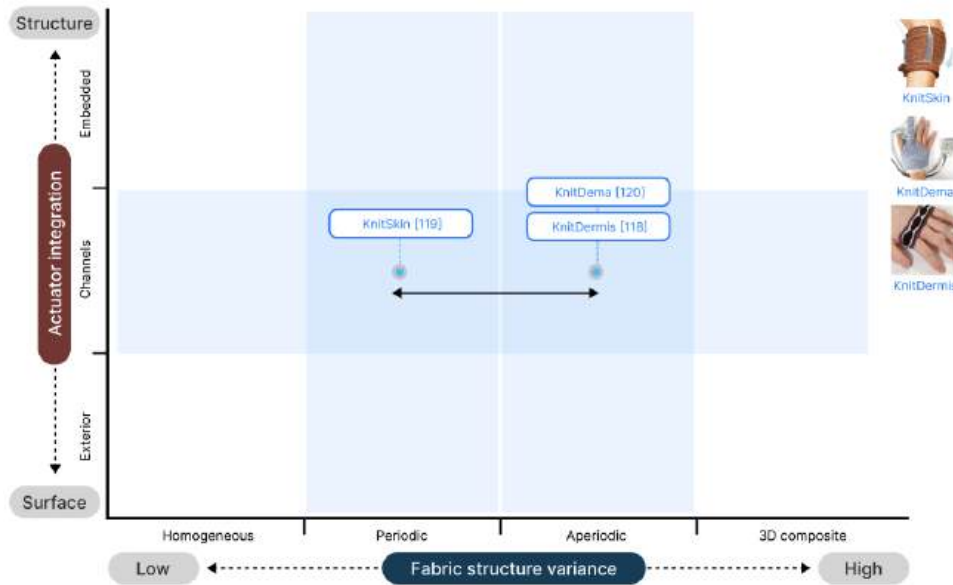 Structure
Embedded
Actuator integration
Channels
Exterior
Surface
KnitSkin [119]
KnitDema [120]
KnitDermis [118]
KnitSkin
KnitDema
KnitDermis
Homogeneous
Periodic
Aperiodic
3D composite
Low
Fabric structure variance
High